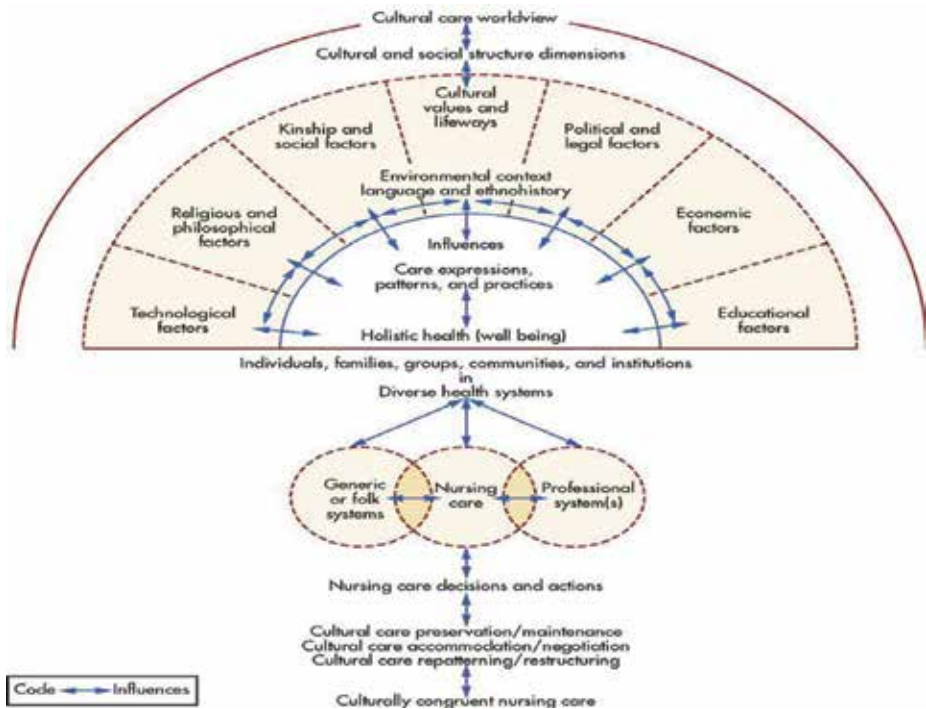 Cultural care worldview
Cultural and social structure dimensions
Cultural
values and
lifeways
Kinship and
social factors
Political and
legal factors
Environmental context
language and ethnohistory
Religious and
philosophical
factors
Economic
factors
Influences
Care expressions,
patterns, and practices
Technological
factors
Educational
factors
Holistic health (well being)
Individuals, families, groups, communities, and institutions
in
Diverse health systems
Generic
or folk
systems
Nursing
care
Professional
system(s)
Nursing care decisions and actions
Cultural care preservation/maintenance
Cultural care accommodation/negotiation
Cultural care repatterning/restructuring
Code Influences
Culturally congruent nursing care